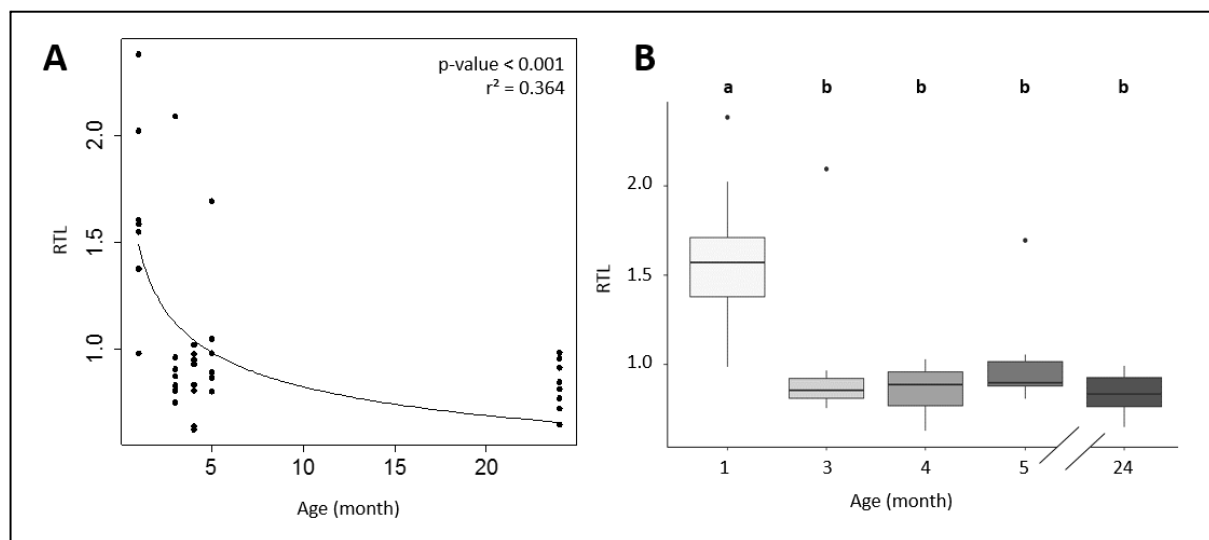 A
p-value < 0.001
r² = 0.364
2.0
1.5
1.0
RTL
5
10
15
20
Age (month)
B
a b b b b
2.0
1.5
1.0
RTL
1 3 4 5 24
Age (month)